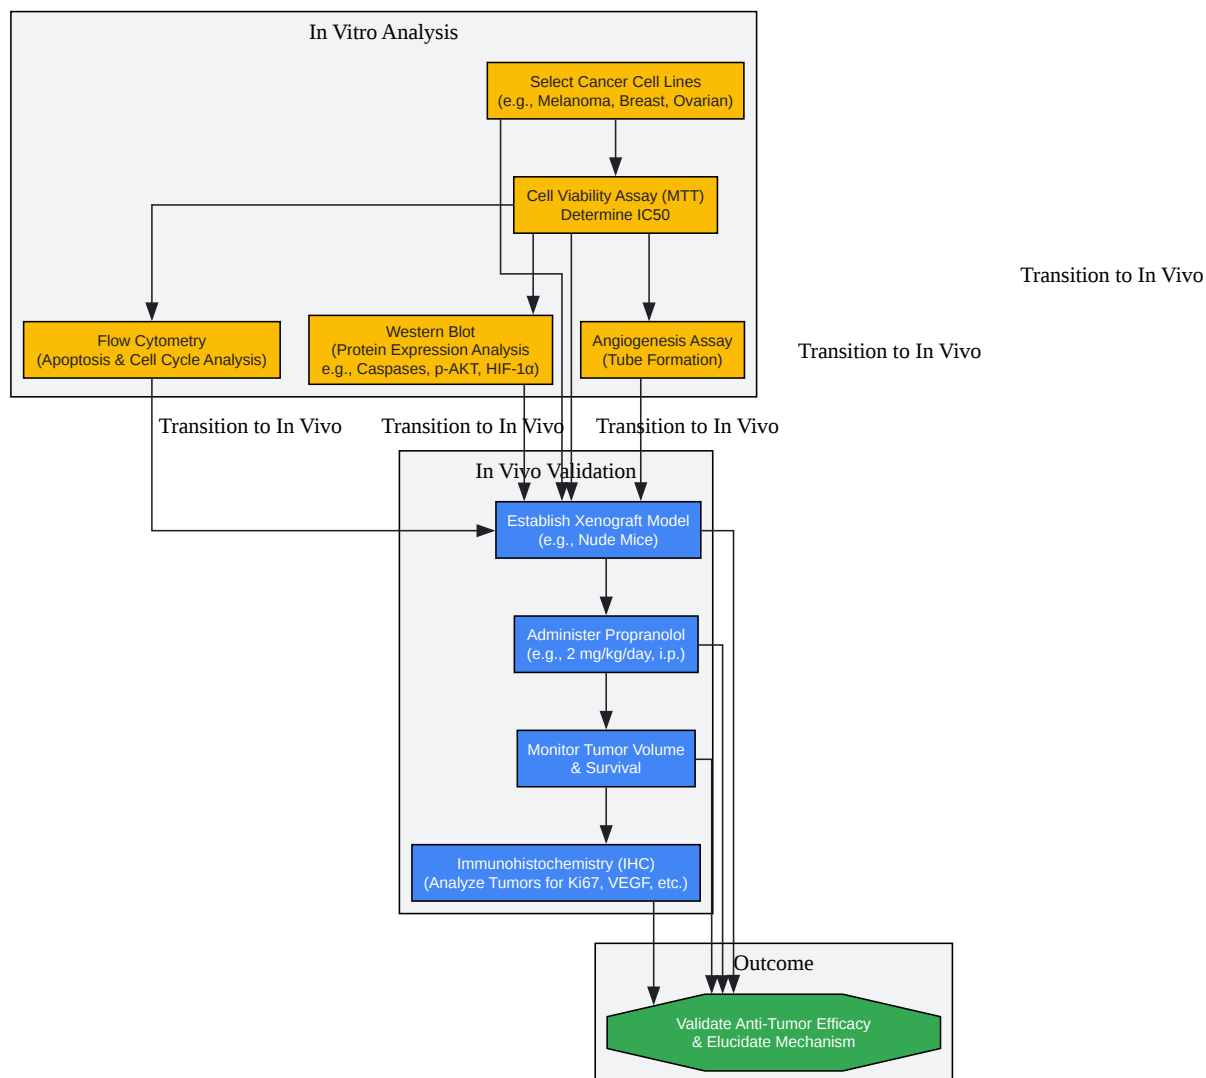 In Vitro Analysis
Select Cancer Cell Lines
(e.g., Melanoma, Breast, Ovarian)
Cell Viability Assay (MTT)
Determine IC50
Transition to In Vivo
Flow Cytometry
(Apoptosis & Cell Cycle Analysis)
Western Blot
(Protein Expression Analysis
e.g., Caspases, p-AKT, HIF-1α)
Angiogenesis Assay
(Tube Formation)
Transition to In Vivo
Transition to In Vivo
Transition to In Vivo
Transition to In Vivo
In Vivo Validation
Establish Xenograft Model
(e.g., Nude Mice)
Administer Propranolol
(e.g., 2 mg/kg/day, i.p.)
Monitor Tumor Volume
& Survival
Immunohistochemistry (IHC)
(Analyze Tumors for Ki67, VEGF, etc.)
Outcome
Validate Anti-Tumor Efficacy
& Elucidate Mechanism